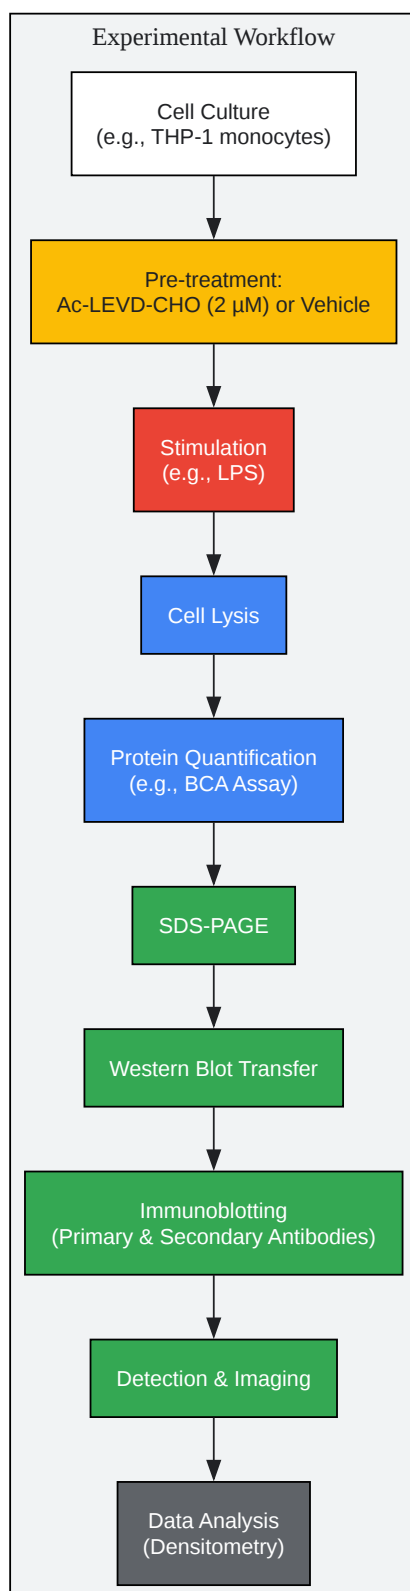 Experimental Workflow
Cell Culture
(e.g., THP-1 monocytes)
Pre-treatment:
Ac-LEVD-CHO (2 µM) or Vehicle
Stimulation
(e.g., LPS)
Cell Lysis
Protein Quantification
(e.g., BCA Assay)
SDS-PAGE
Western Blot Transfer
Immunoblotting
(Primary & Secondary Antibodies)
Detection & Imaging
Data Analysis
(Densitometry)